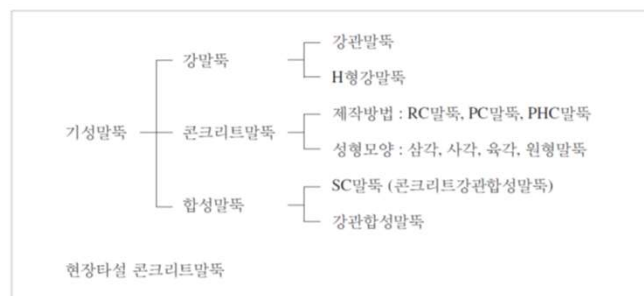 강관말뚝
강말뚝
H형강말뚝
제작방법 : RC말뚝, PC말뚝, PHC말뚝
기성말뚝
콘크리트말뚝
성형모양 : 삼각, 사각, 육각, 원형말뚝
SC말뚝 (콘크리트강관합성말뚝)
합성말뚝
강관합성말뚝
현장타설 콘크리트말뚝